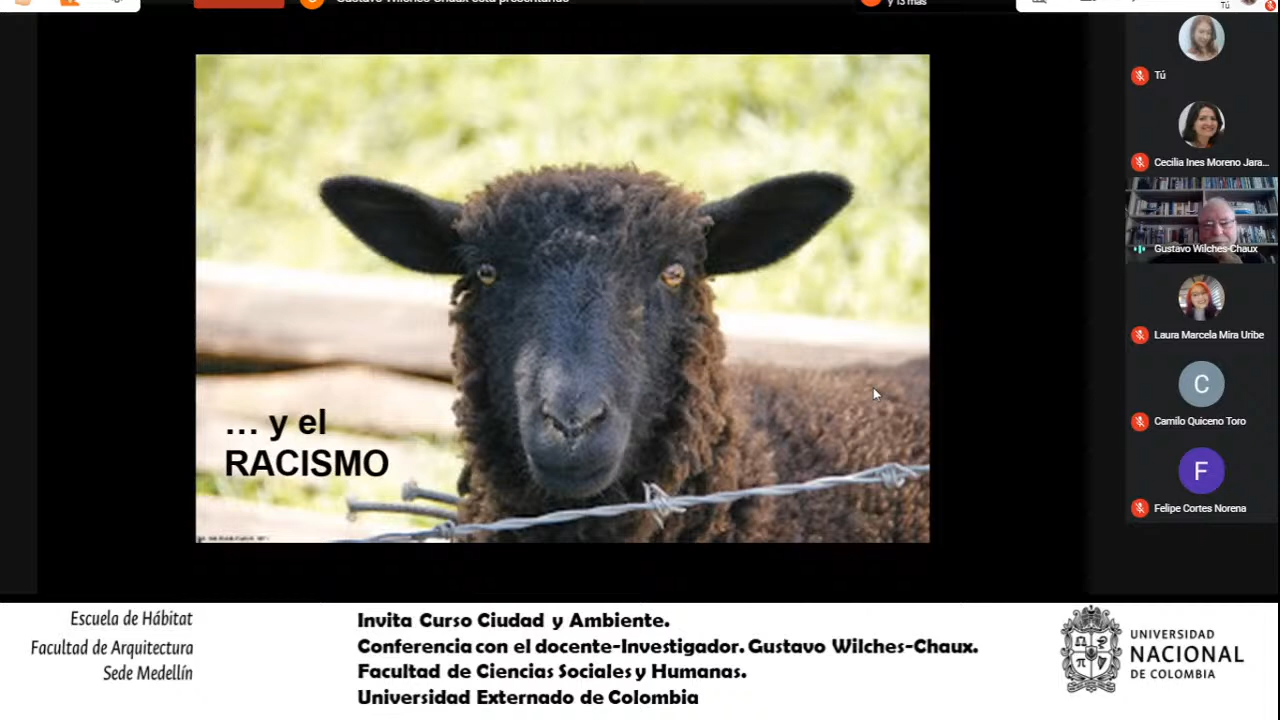 Gustavo Wilches-Chaux está presentando
y 13 más
Tú
Tú
Cecilia Ines Moreno Jara...
Gustavo Wilches-Chaux
Laura Marcela Mira Uribe
C
Camilo Quiceno Toro
F
Felipe Cortes Norena
... y el
RACISMO
Escuela de Hábitat
Facultad de Arquitectura
Sede Medellín
Invita Curso Ciudad y Ambiente.
Conferencia con el docente-Investigador. Gustavo Wilches-Chaux.
Facultad de Ciencias Sociales y Humanas.
Universidad Externado de Colombia
UNIVERSIDAD
NACIONAL
DE COLOMBIA